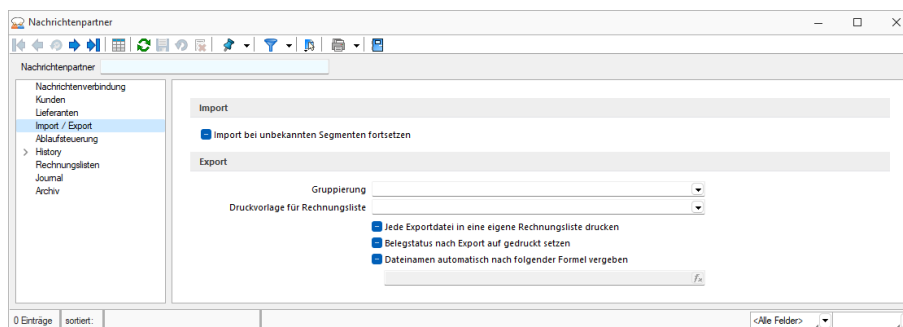 Nachrichtenpartner
Nachrichtenpartner
Nachrichtenverbindung
Kunden
Lieferanten
Import / Export
Ablaufsteuerung
History
Rechnungslisten
Journal
Archiv
Import
Import bei unbekannten Segmenten fortsetzen
Export
Gruppierung
Druckvorlage für Rechnungsliste
Jede Exportdatei in eine eigene Rechnungsliste drucken
Belegstatus nach Export auf gedruckt setzen
Dateinamen automatisch nach folgender Formel vergeben
fx
0 Einträge sortiert: <Alle Felder>